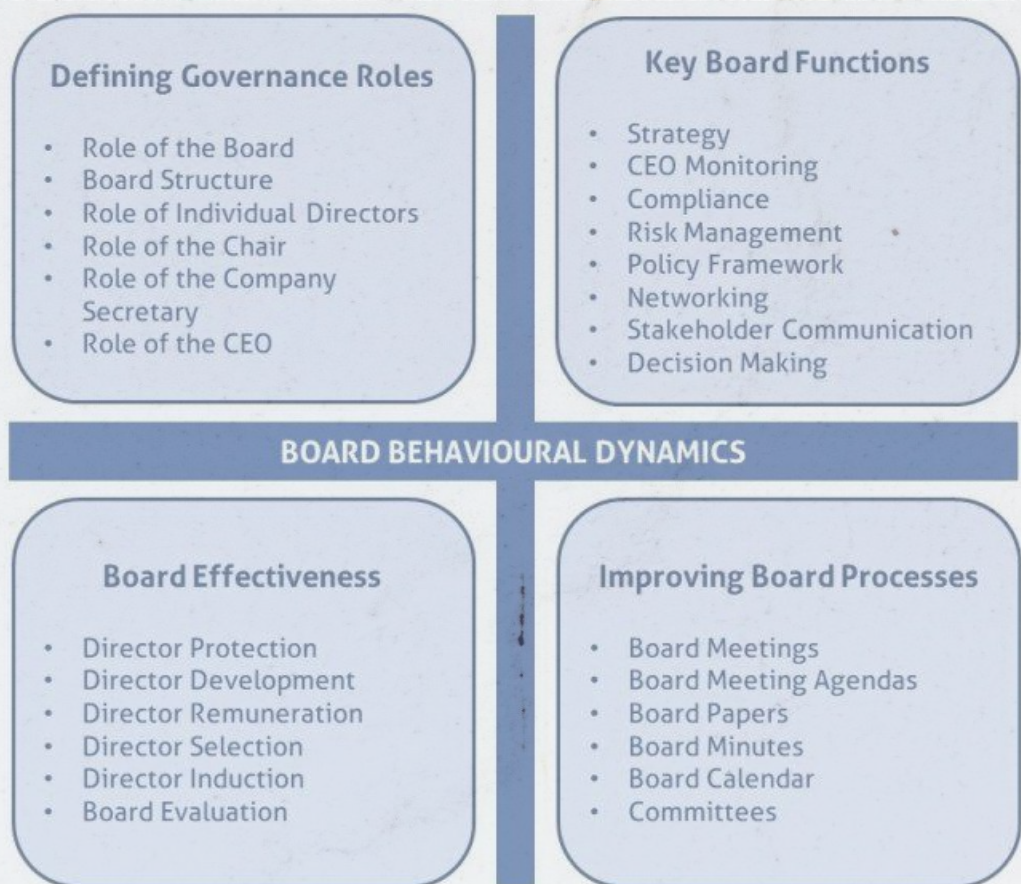 Defining Governance Roles
• Role of the Board
• Board Structure
• Role of Individual Directors
• Role of the Chair
• Role of the Company
Secretary
• Role of the CEO
Key Board Functions
• Strategy
• CEO Monitoring
• Compliance
• Risk Management
• Policy Framework
• Networking
• Stakeholder Communication
• Decision Making
BOARD BEHAVIOURAL DYNAMICS
Board Effectiveness
• Director Protection
• Director Development
• Director Remuneration
• Director Selection
• Director Induction
• Board Evaluation
Improving Board Processes
• Board Meetings
• Board Meeting Agendas
• Board Papers
• Board Minutes
• Board Calendar
• Committees